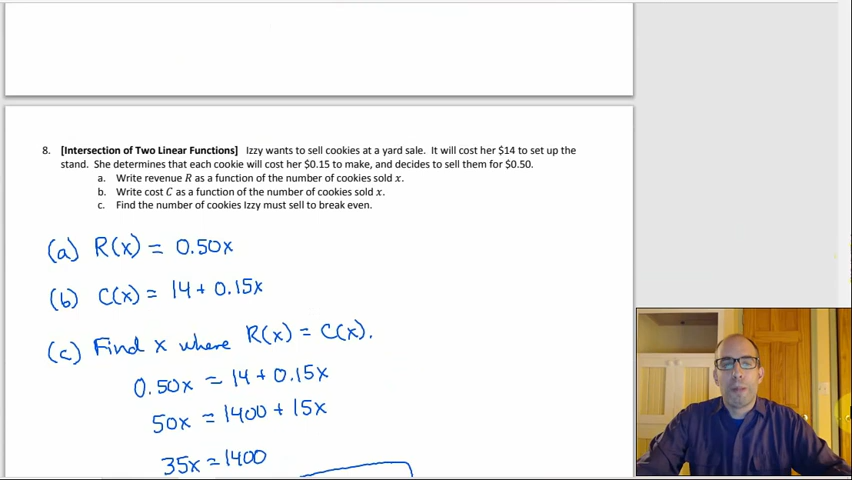 8. [Intersection of Two Linear Functions] Izzy wants to sell cookies at a yard sale. It will cost her $14 to set up the
stand. She determines that each cookie will cost her $0.15 to make, and decides to sell them for $0.50.
a. Write revenue R as a function of the number of cookies sold x.
b. Write cost C as a function of the number of cookies sold x.
c. Find the number of cookies Izzy must sell to break even.
(a) R(x) = 0.50x
(b) C(x) = 14 + 0.15x
(c) Find x where R(x) = C(x).
0.50x = 14 + 0.15x
50x = 1400 + 15x
35x = 1400